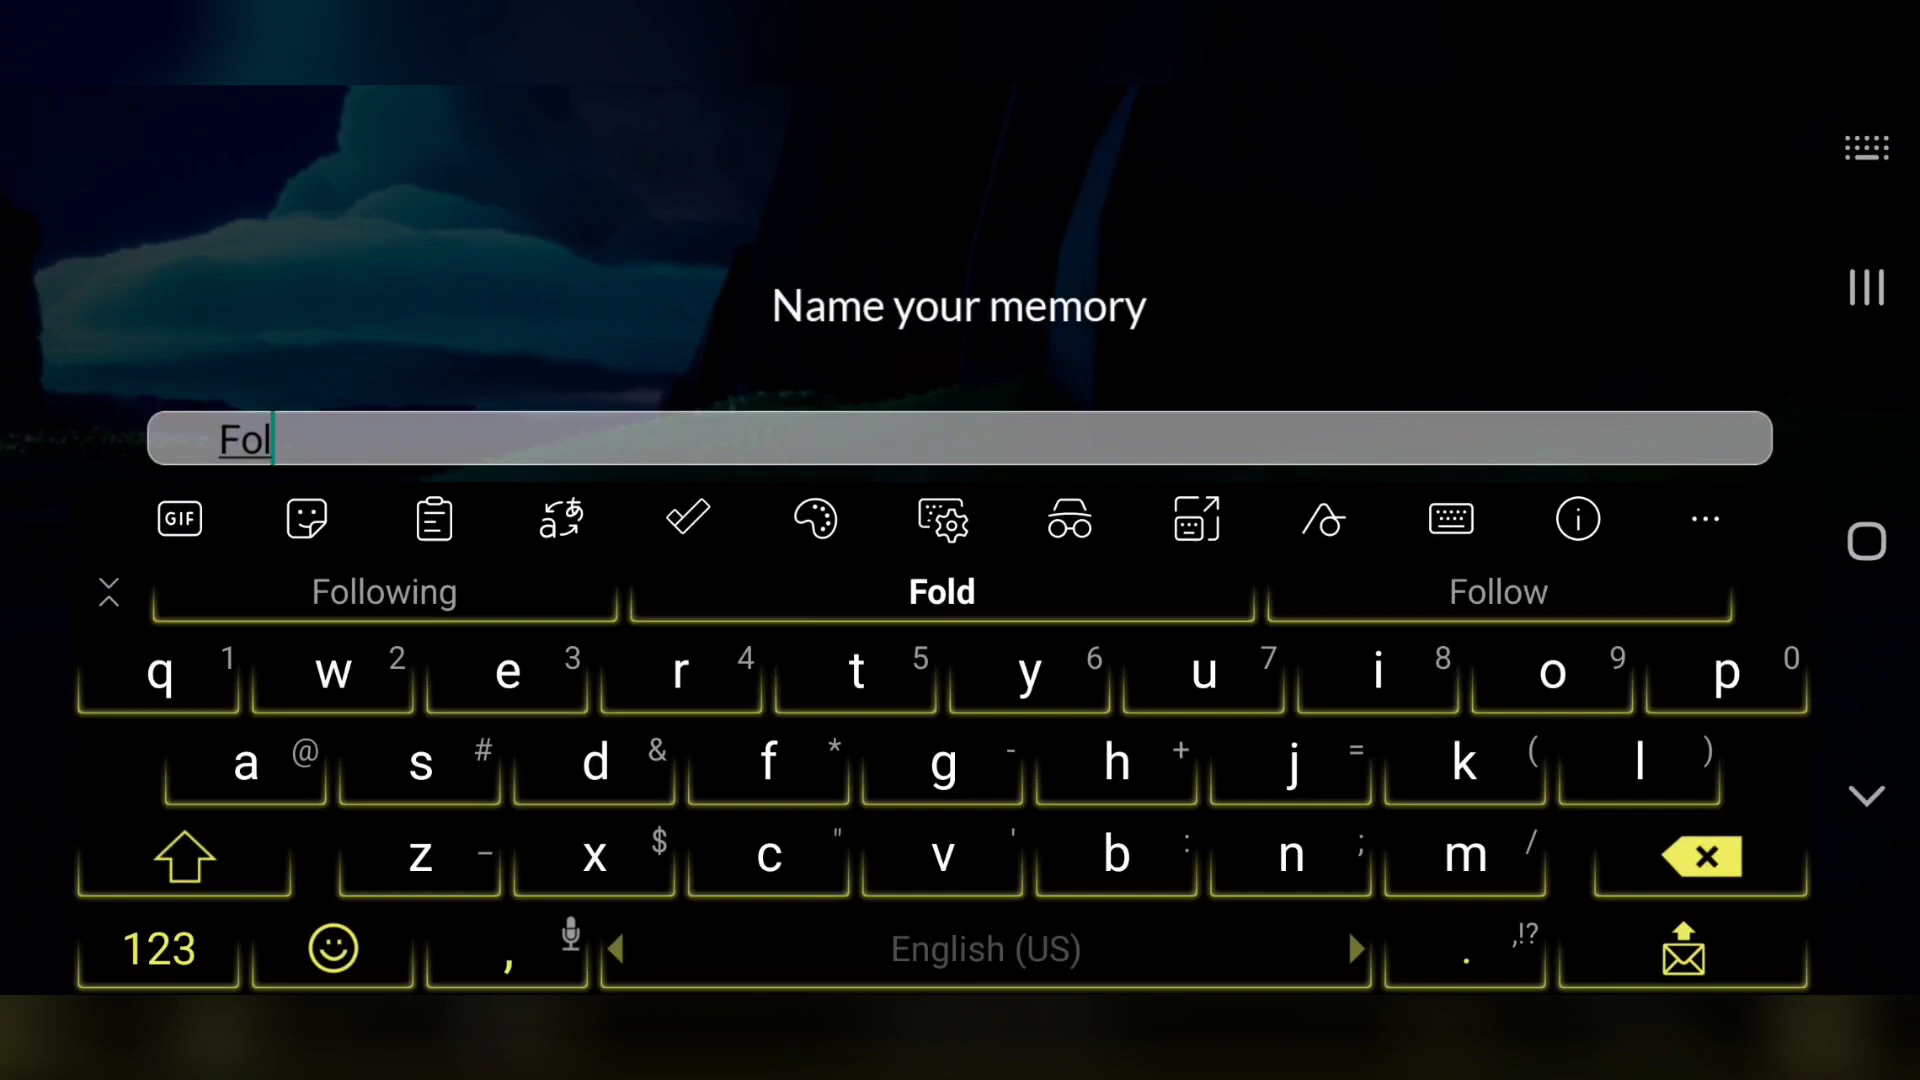 Name your memory
Fol
GIF
Following Fold Follow
q 1 w 2 e 3 r 4 t 5 y 6 u 7 i 8 o 9 p 0
a @ s # d & f * g - h + j = k ( l )
z _ x $ c " v ' b : n ; m /
123 , English (US) . ,!?